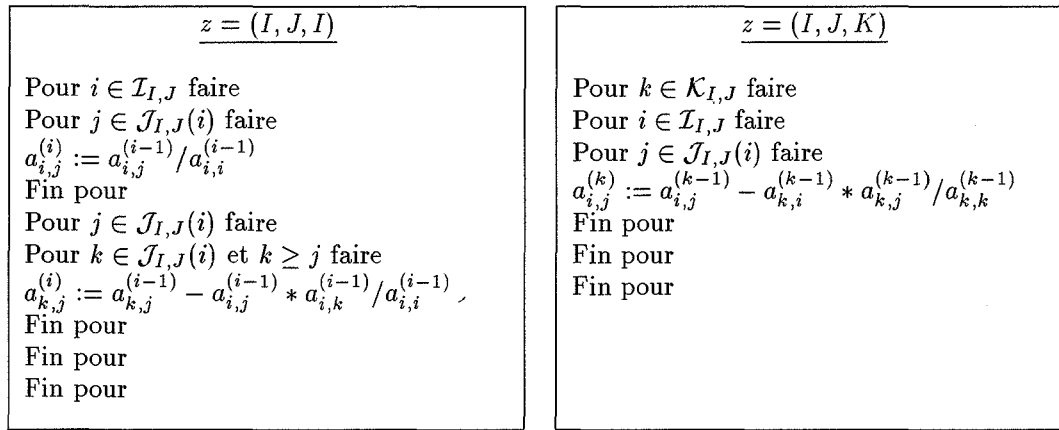 z = (I, J, I)
Pour i ∈ 𝓘_{I,J} faire
Pour j ∈ 𝓙_{I,J}(i) faire
a_{i,j}^{(i)} := a_{i,j}^{(i-1)} / a_{i,i}^{(i-1)}
Fin pour
Pour j ∈ 𝓙_{I,J}(i) faire
Pour k ∈ 𝓙_{I,J}(i) et k ≥ j faire
a_{k,j}^{(i)} := a_{k,j}^{(i-1)} − a_{i,j}^{(i-1)} * a_{i,k}^{(i-1)} / a_{i,i}^{(i-1)}
Fin pour
Fin pour
Fin pour
z = (I, J, K)
Pour k ∈ 𝓚_{I,J} faire
Pour i ∈ 𝓘_{I,J} faire
Pour j ∈ 𝓙_{I,J}(i) faire
a_{i,j}^{(k)} := a_{i,j}^{(k-1)} − a_{k,i}^{(k-1)} * a_{k,j}^{(k-1)} / a_{k,k}^{(k-1)}
Fin pour
Fin pour
Fin pour